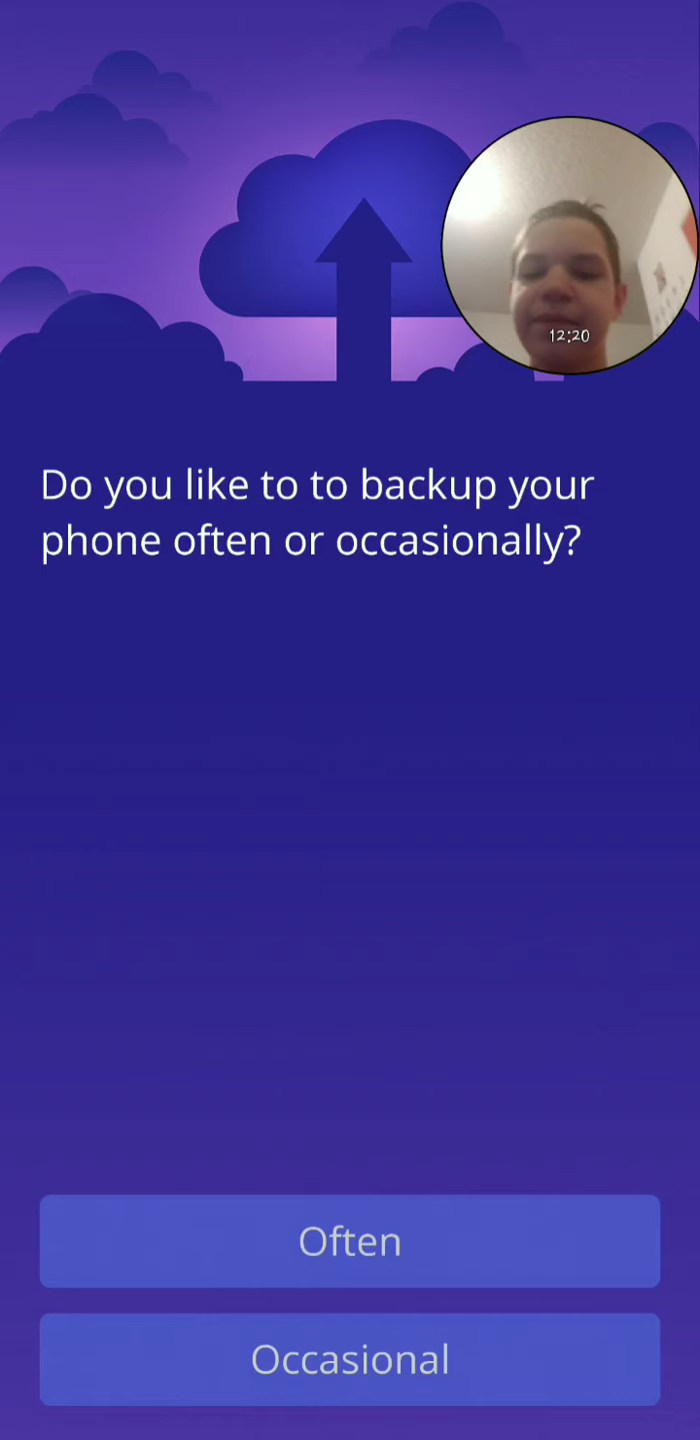 12:20
Do you like to to backup your
phone often or occasionally?
Often
Occasional